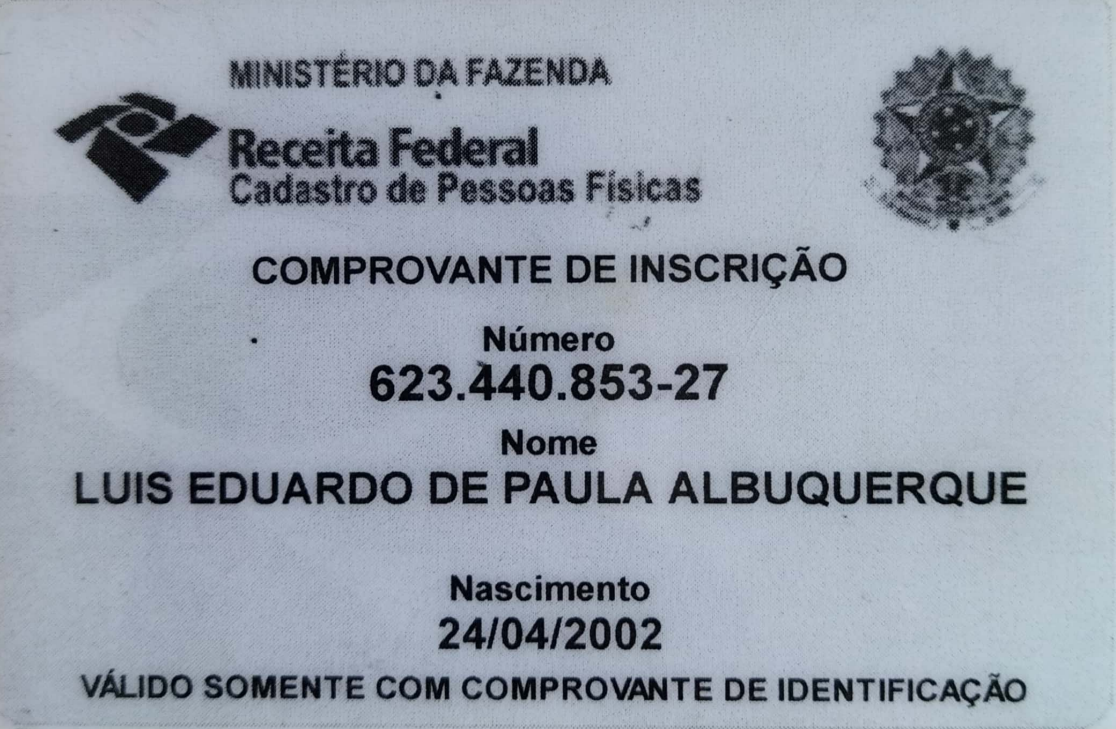 MINISTÉRIO DA FAZENDA
Receita Federal
Cadastro de Pessoas Físicas
COMPROVANTE DE INSCRIÇÃO
Número
623.440.853-27
Nome
LUIS EDUARDO DE PAULA ALBUQUERQUE
Nascimento
24/04/2002
VÁLIDO SOMENTE COM COMPROVANTE DE IDENTIFICAÇÃO